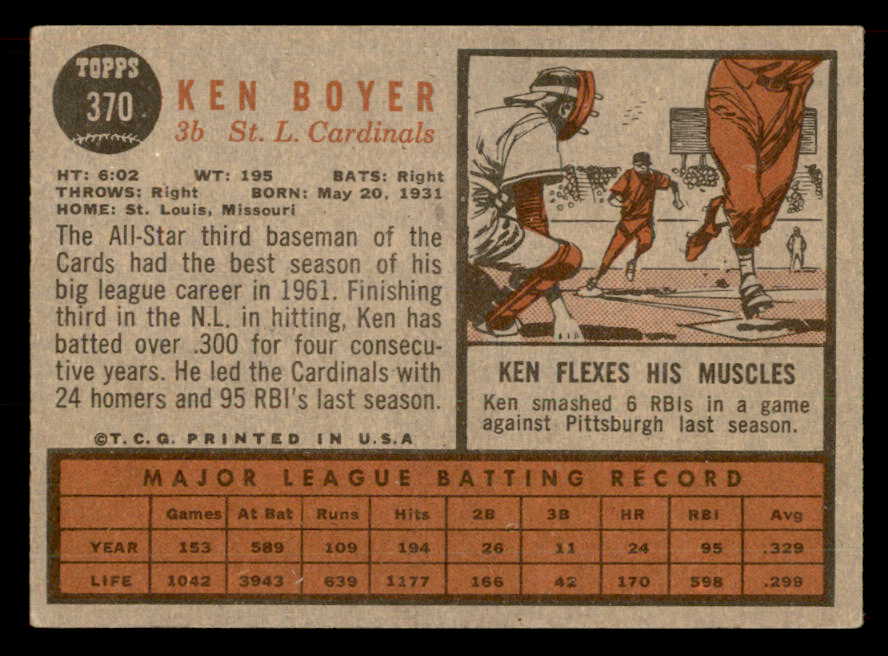 TOPPS
370
KEN BOYER
3b St. L. Cardinals
HT: 6:02 WT: 195 BATS: Right
THROWS: Right BORN: May 20, 1931
HOME: St. Louis, Missouri
The All-Star third baseman of the
Cards had the best season of his
big league career in 1961. Finishing
third in the N.L. in hitting, Ken has
batted over .300 for four consecu-
tive years. He led the Cardinals with
24 homers and 95 RBI's last season.
©T.C.G. PRINTED IN U.S.A
KEN FLEXES HIS MUSCLES
Ken smashed 6 RBIs in a game
against Pittsburgh last season.
MAJOR LEAGUE BATTING RECORD
Games At Bat Runs Hits 2B 3B HR RBI Avg
YEAR 153 589 109 194 26 11 24 95 .329
LIFE 1042 3943 639 1177 166 42 170 598 .299